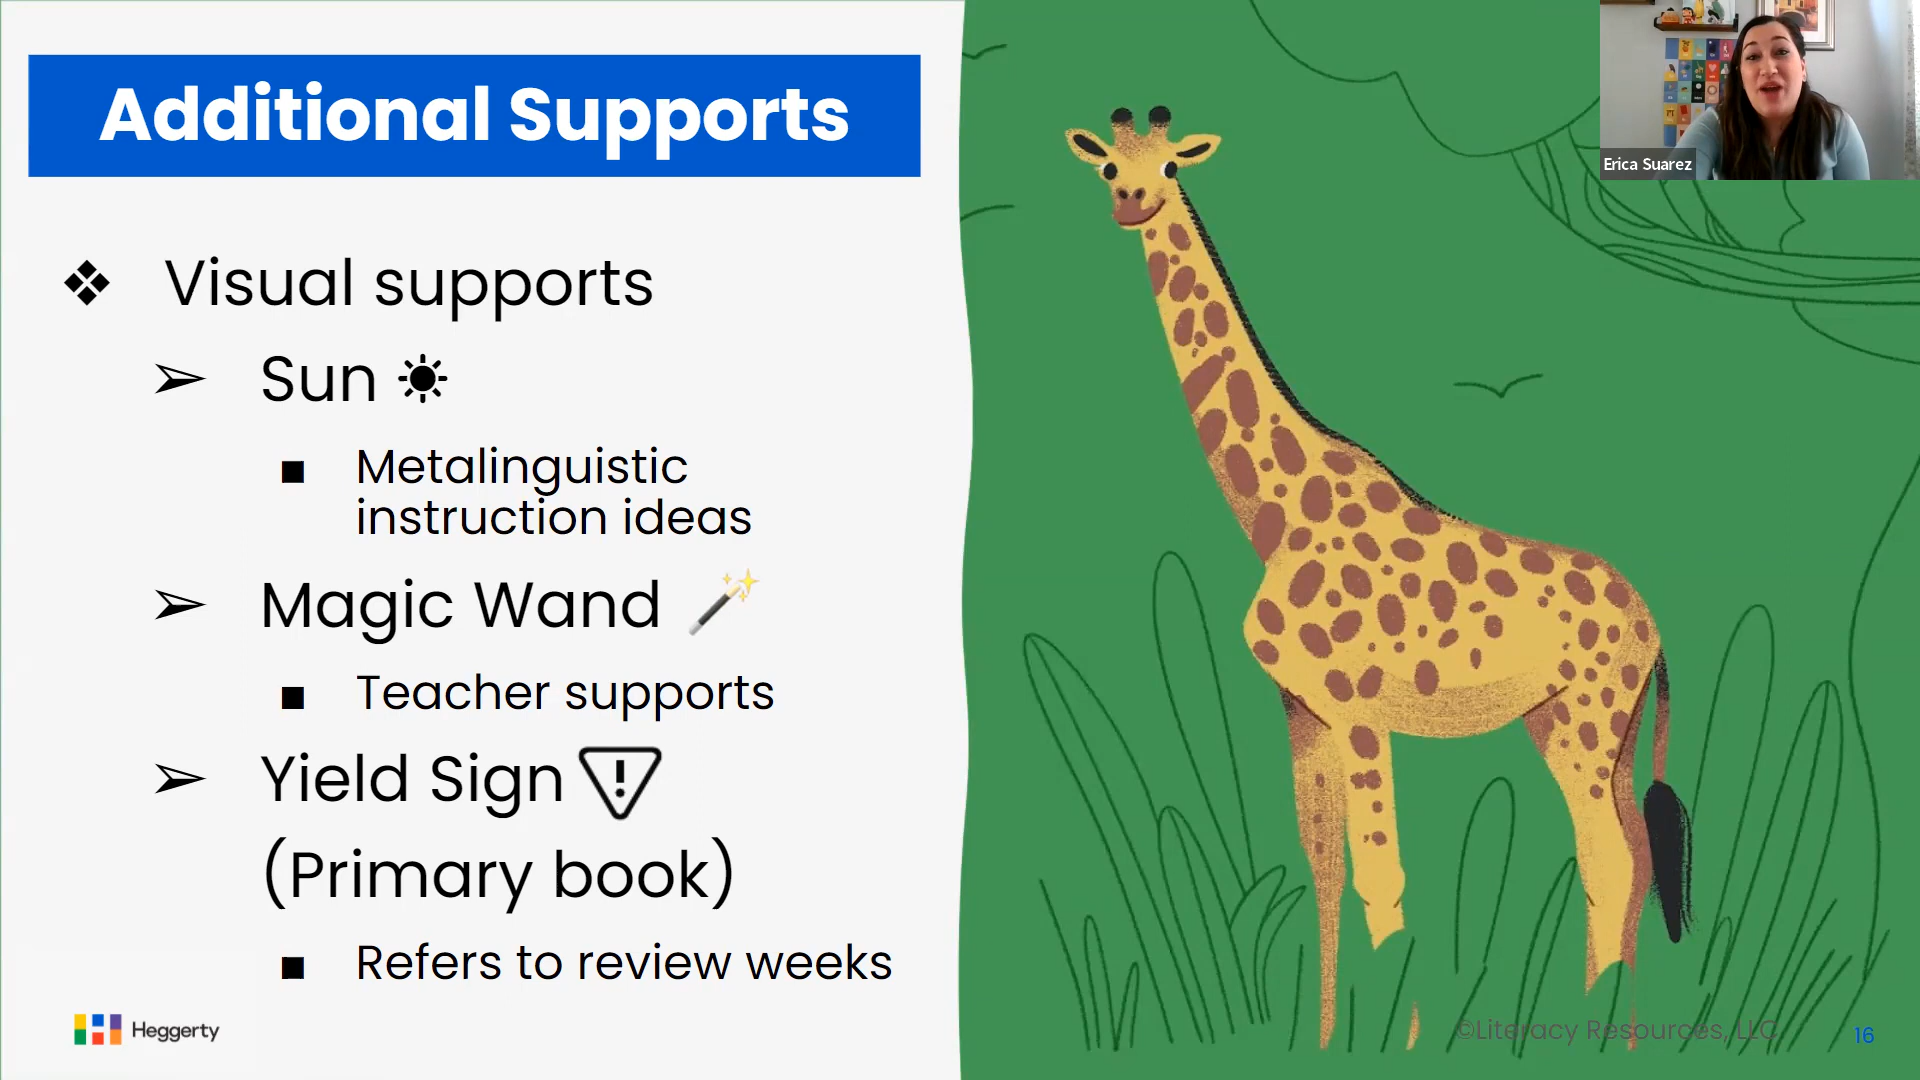 Additional Supports
Erica Suarez
❖ Visual supports
➢ Sun ☀
■ Metalinguistic
instruction ideas
➢ Magic Wand 🪄
■ Teacher supports
➢ Yield Sign
(Primary book)
■ Refers to review weeks
Heggerty
©Literacy Resources, LLC
16